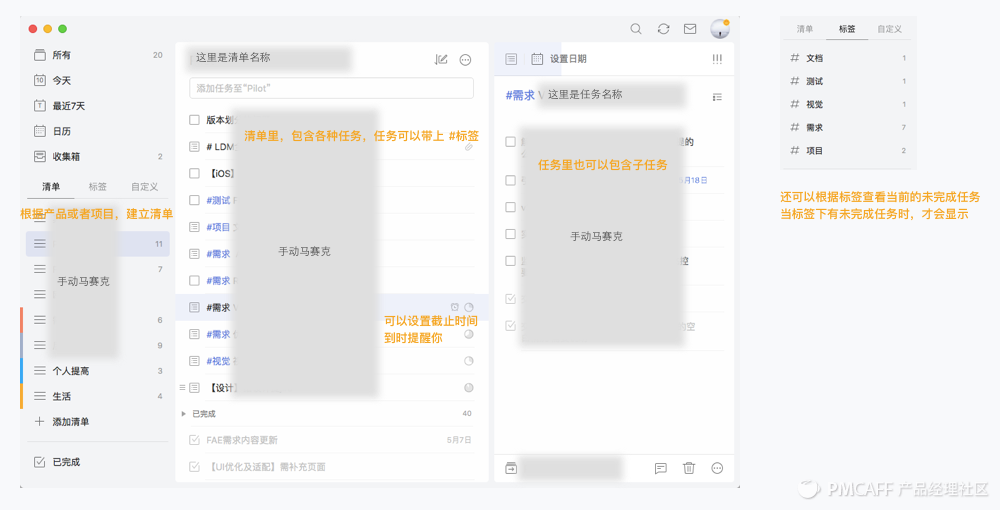 所有 20
今天
最近7天
日历
收集箱 2
清单 标签 自定义
根据产品或者项目，建立清单
11
7
手动马赛克
6
9
个人提高 3
生活 4
添加清单
已完成
这里是清单名称
添加任务至"Pilot"
版本划
清单里，包含各种任务，任务可以带上 #标签
# LDM
【iOS】
#测试
#项目
#需求
手动马赛克
#需求
#需求
可以设置截止时间
到时提醒你
#需求
#视觉
【设计】
已完成 40
FAE需求内容更新 5月7日
【UI优化及适配】需补充页面
设置日期
#需求 这里是任务名称
的
任务里也可以包含子任务
月18日
手动马赛克
控
的空
清单 标签 自定义
# 文档 1
# 测试 1
# 视觉 1
# 需求 7
# 项目 2
还可以根据标签查看当前的未完成任务
当标签下有未完成任务时，才会显示
PMCAFF 产品经理社区